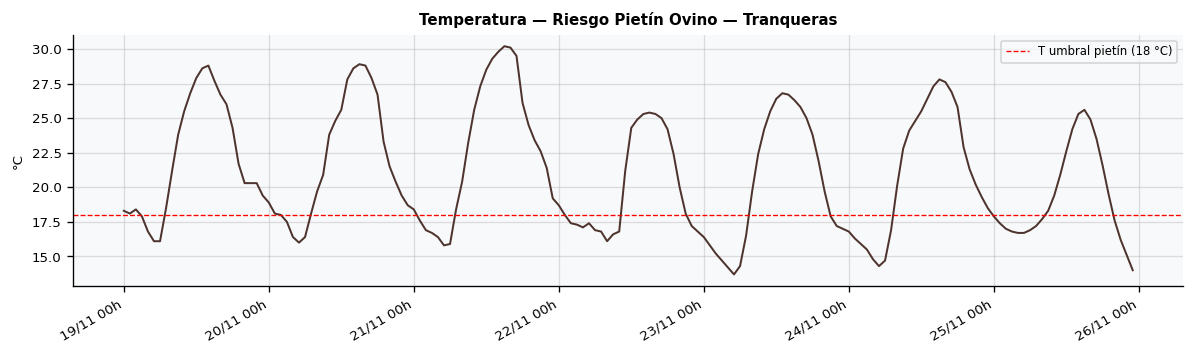 Temperatura — Riesgo Pietín Ovino — Tranqueras
T umbral pietín (18 °C)
°C
30.0
27.5
25.0
22.5
20.0
17.5
15.0
19/11 00h
20/11 00h
21/11 00h
22/11 00h
23/11 00h
24/11 00h
25/11 00h
26/11 00h